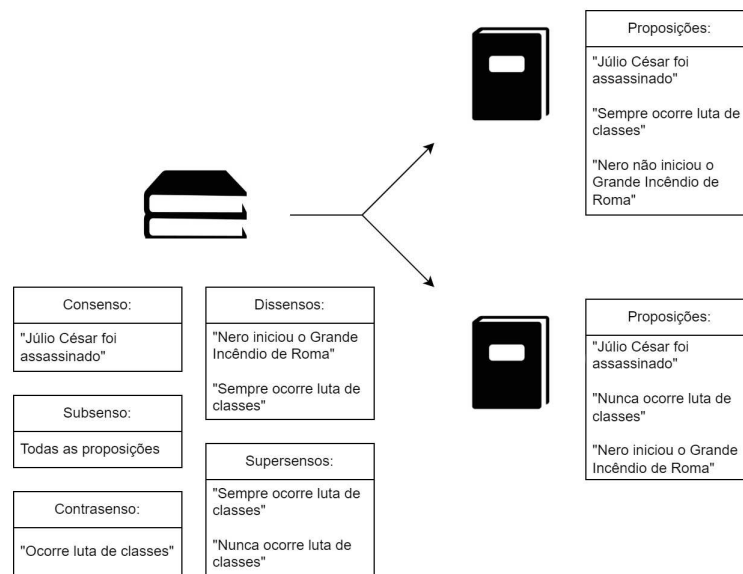 Proposições:
"Júlio César foi
assassinado"
"Sempre ocorre luta de
classes"
"Nero não iniciou o
Grande Incêndio de
Roma"
Consenso:
"Júlio César foi
assassinado"
Subsenso:
Todas as proposições
Contrasenso:
"Ocorre luta de classes"
Dissensos:
"Nero iniciou o Grande
Incêndio de Roma"
"Sempre ocorre luta de
classes"
Supersensos:
"Sempre ocorre luta de
classes"
"Nunca ocorre luta de
classes"
Proposições:
"Júlio César foi
assassinado"
"Nunca ocorre luta de
classes"
"Nero iniciou o Grande
Incêndio de Roma"